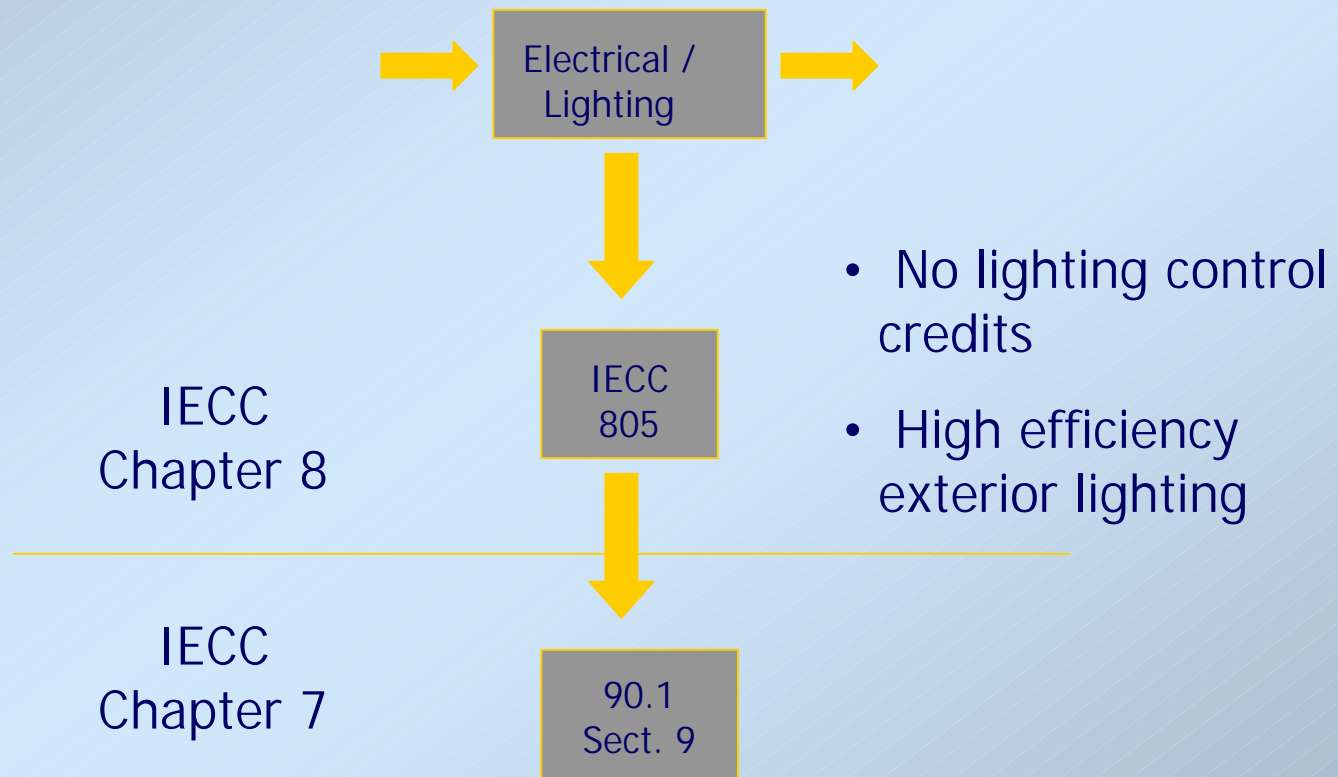 Electrical /
Lighting
• No lighting control
credits
IECC
Chapter 8
IECC
805
• High efficiency
exterior lighting
IECC
Chapter 7
90.1
Sect. 9